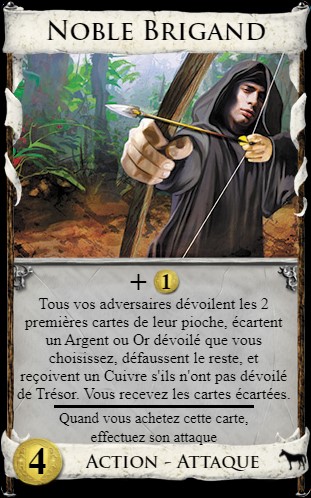 NOBLE BRIGAND
+ 1
Tous vos adversaires dévoilent les 2
premières cartes de leur pioche, écartent
un Argent ou Or dévoilé que vous
choisissez, défaussent le reste, et
reçoivent un Cuivre s'ils n'ont pas dévoilé
de Trésor. Vous recevez les cartes écartées.
Quand vous achetez cette carte,
effectuez son attaque
4
ACTION - ATTAQUE